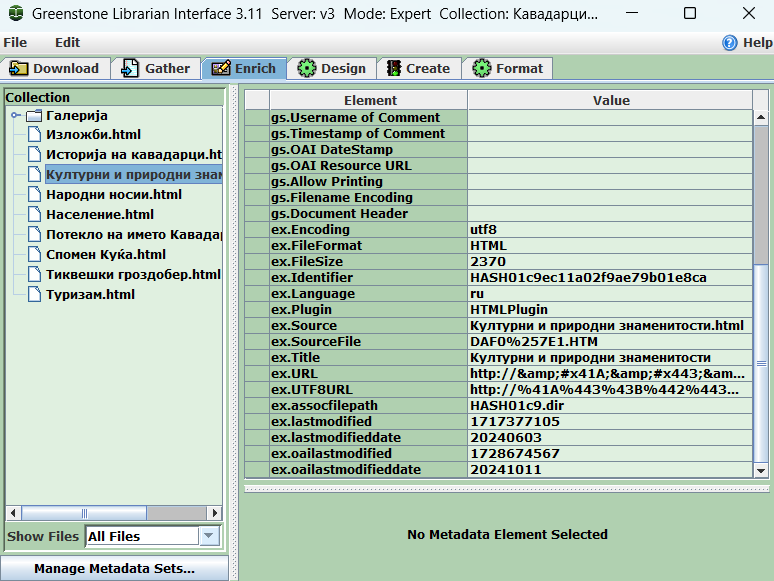 Greenstone Librarian Interface 3.11  Server: v3  Mode: Expert  Collection: Кавадарци...
File Edit Help
Download Gather Enrich Design Create Format
Collection
Галерија
Изложби.html
Историја на кавадарци.ht
Културни и природни знам
Народни носии.html
Население.html
Потекло на името Кавада
Спомен Куќа.html
Тиквешки гроздобер.html
Туризам.html
Show Files All Files
Manage Metadata Sets...
Element Value
gs.Username of Comment
gs.Timestamp of Comment
gs.OAI DateStamp
gs.OAI Resource URL
gs.Allow Printing
gs.Filename Encoding
gs.Document Header
ex.Encoding utf8
ex.FileFormat HTML
ex.FileSize 2370
ex.Identifier HASH01c9ec11a02f9ae79b01e8ca
ex.Language ru
ex.Plugin HTMLPlugin
ex.Source Културни и природни знаменитости.html
ex.SourceFile DAF0%257E1.HTM
ex.Title Културни и природни знаменитости
ex.URL http://&amp;#x41A;&amp;#x443;&am...
ex.UTF8URL http://%41A%443%43B%442%443...
ex.assocfilepath HASH01c9.dir
ex.lastmodified 1717377105
ex.lastmodifieddate 20240603
ex.oailastmodified 1728674567
ex.oailastmodifieddate 20241011
No Metadata Element Selected